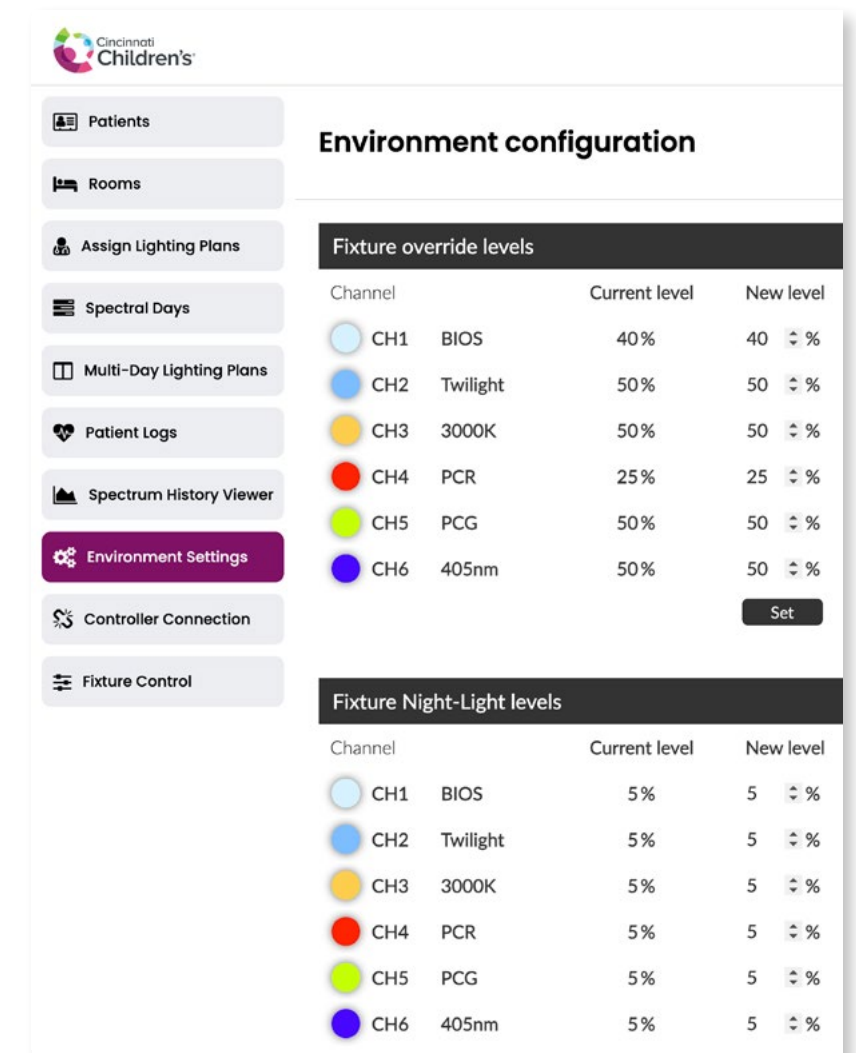 Cincinnati
Children's
Patients
Rooms
Assign Lighting Plans
Spectral Days
Multi-Day Lighting Plans
Patient Logs
Spectrum History Viewer
Environment Settings
Controller Connection
Fixture Control
Environment configuration
Fixture override levels
Channel Current level New level
CH1 BIOS 40% 40 %
CH2 Twilight 50% 50 %
CH3 3000K 50% 50 %
CH4 PCR 25% 25 %
CH5 PCG 50% 50 %
CH6 405nm 50% 50 %
Set
Fixture Night-Light levels
Channel Current level New level
CH1 BIOS 5% 5 %
CH2 Twilight 5% 5 %
CH3 3000K 5% 5 %
CH4 PCR 5% 5 %
CH5 PCG 5% 5 %
CH6 405nm 5% 5 %